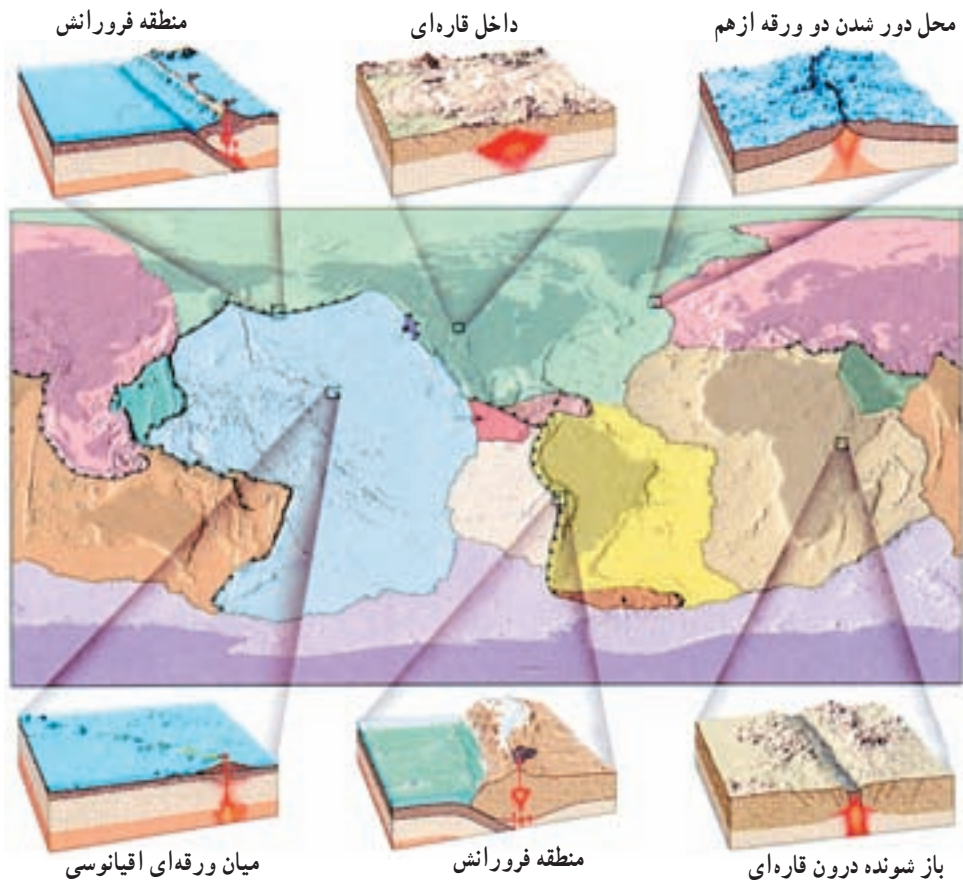 محل دور شدن دو ورقه ازهم
داخل قاره‌ای
منطقه فرورانش
باز شونده درون قاره‌ای
منطقه فرورانش
میان ورقه‌ای اقیانوسی